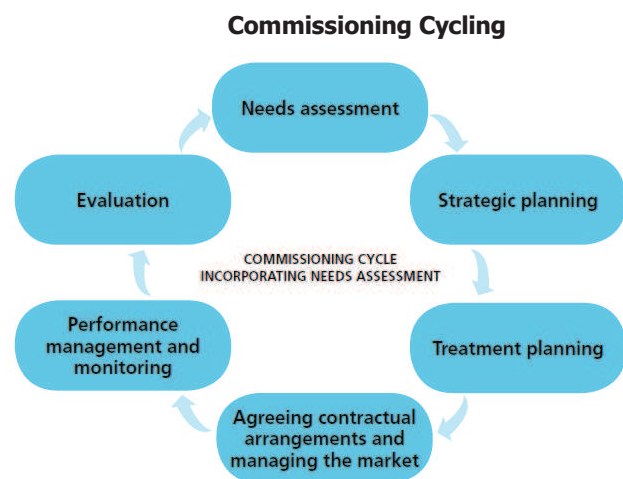 Commissioning Cycling
Needs assessment
Strategic planning
Treatment planning
Agreeing contractual
arrangements and
managing the market
Performance
management and
monitoring
Evaluation
COMMISSIONING CYCLE
INCORPORATING NEEDS ASSESSMENT